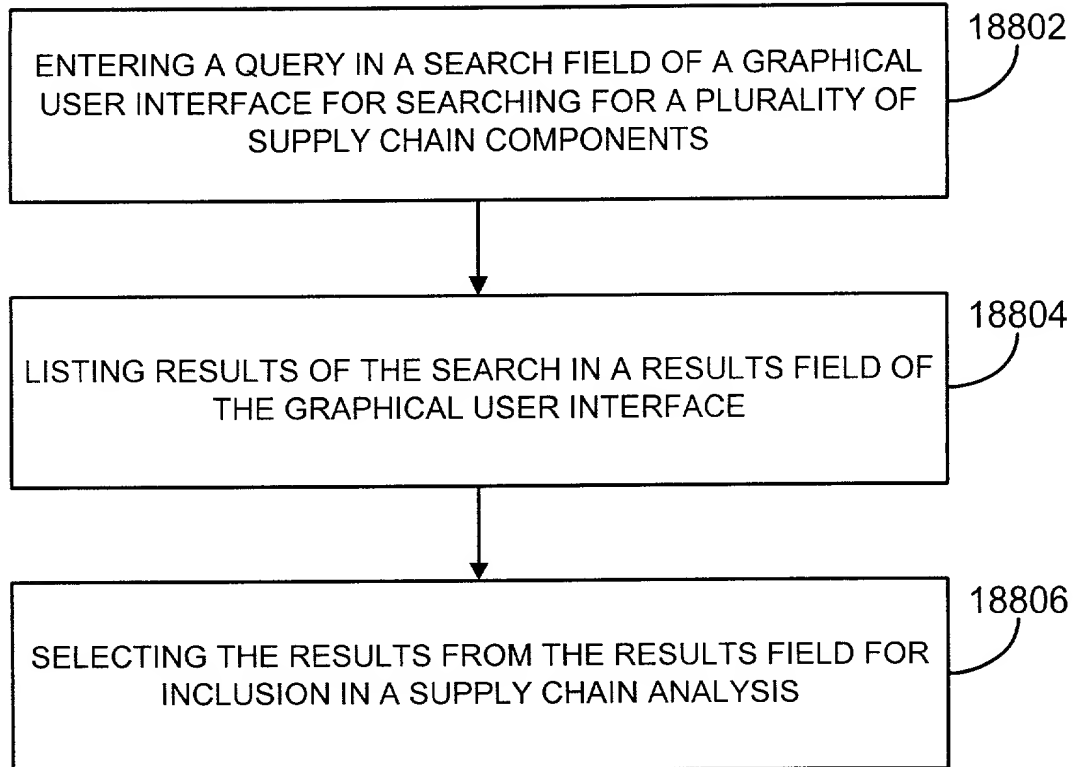 18802
ENTERING A QUERY IN A SEARCH FIELD OF A GRAPHICAL
USER INTERFACE FOR SEARCHING FOR A PLURALITY OF
SUPPLY CHAIN COMPONENTS
18804
LISTING RESULTS OF THE SEARCH IN A RESULTS FIELD OF
THE GRAPHICAL USER INTERFACE
18806
SELECTING THE RESULTS FROM THE RESULTS FIELD FOR
INCLUSION IN A SUPPLY CHAIN ANALYSIS